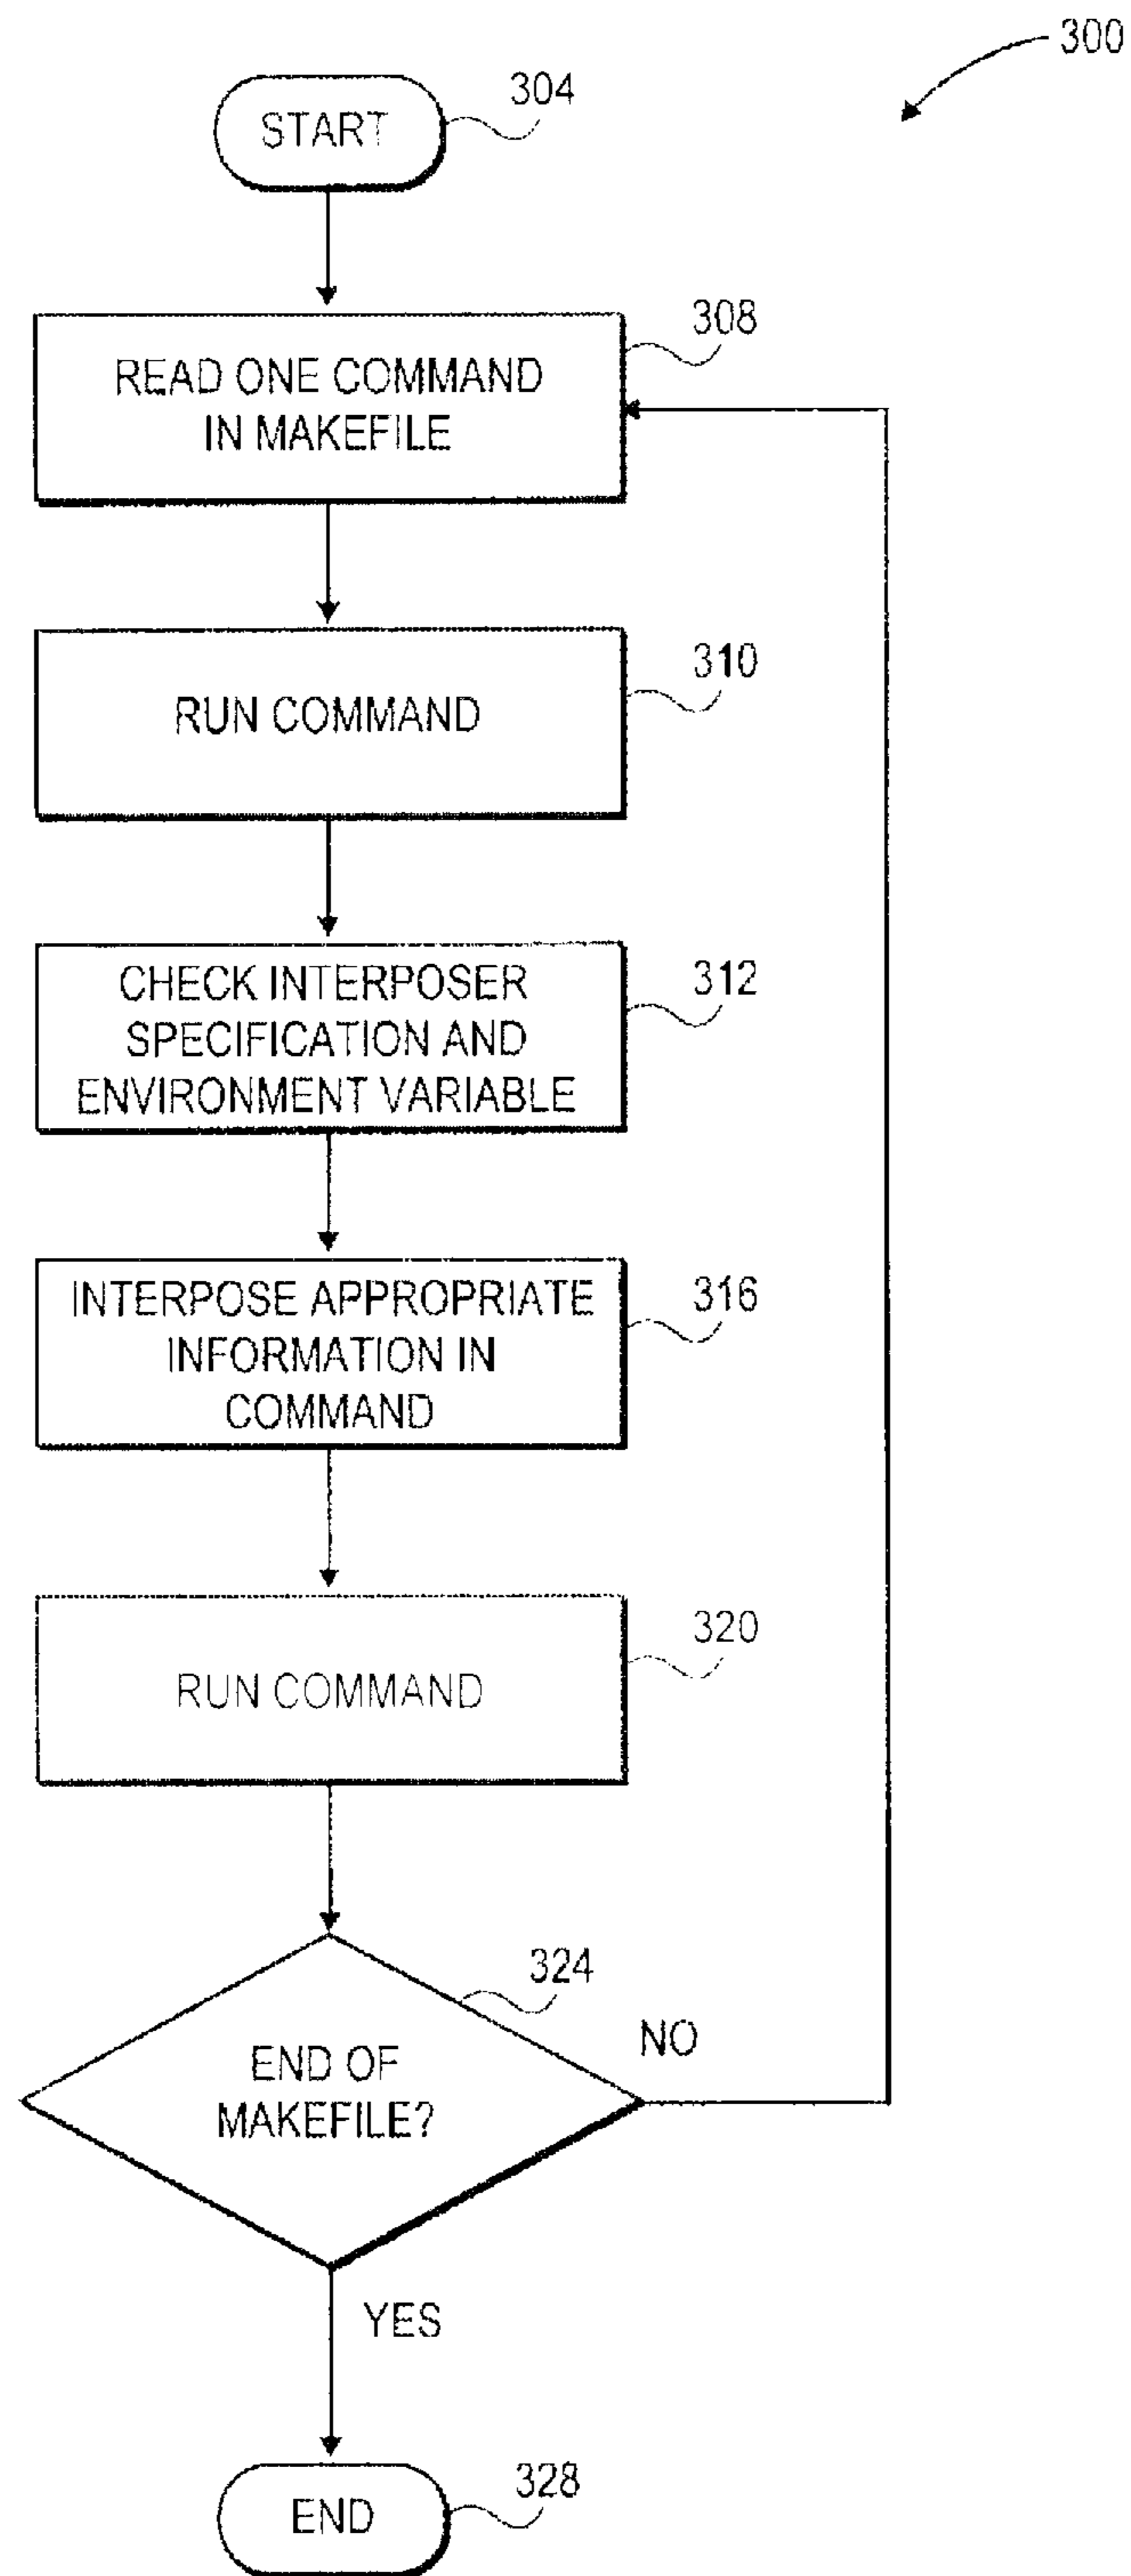 300
START
304
READ ONE COMMAND
IN MAKEFILE
308
RUN COMMAND
310
CHECK INTERPOSER
SPECIFICATION AND
ENVIRONMENT VARIABLE
312
INTERPOSE APPROPRIATE
INFORMATION IN
COMMAND
316
RUN COMMAND
320
END OF
MAKEFILE?
324
NO
YES
END
328